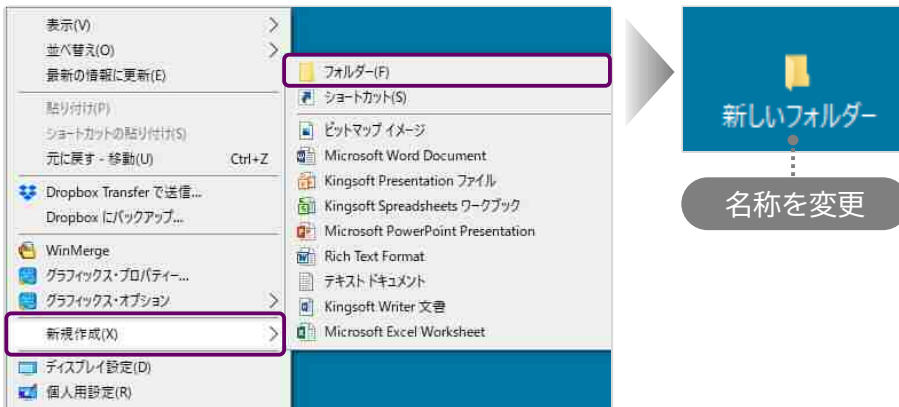 表示(V)
並べ替え(O)
最新の情報に更新(E)
貼り付け(P)
ショートカットの貼り付け(S)
元に戻す - 移動(U) Ctrl+Z
Dropbox Transfer で送信...
Dropbox にバックアップ...
WinMerge
グラフィックス・プロパティー...
グラフィックス・オプション
新規作成(X)
ディスプレイ設定(D)
個人用設定(R)
フォルダー(F)
ショートカット(S)
ビットマップ イメージ
Microsoft Word Document
Kingsoft Presentation ファイル
Kingsoft Spreadsheets ワークブック
Microsoft PowerPoint Presentation
Rich Text Format
テキスト ドキュメント
Kingsoft Writer 文書
Microsoft Excel Worksheet
新しいフォルダー
名称を変更